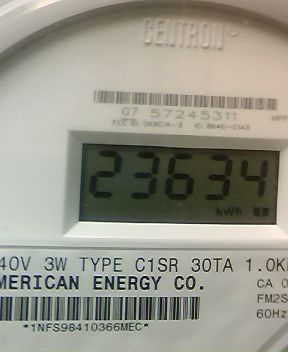 CENTRON®
07 57245311
23634
kWh
40V 3W TYPE C1SR 30TA 1.0K
MERICAN ENERGY CO.
CA 0
FM2S
60Hz
*1NFS98410366MEC*